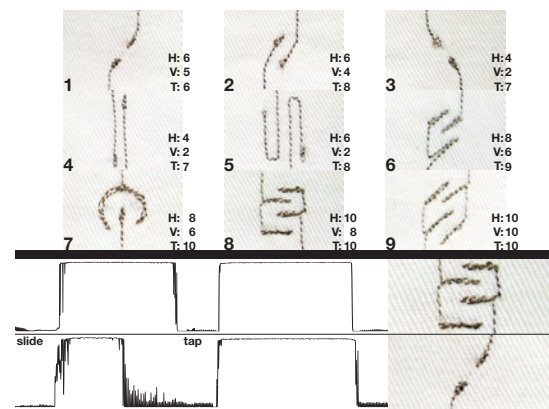 H: 6
V: 5
1 T: 6
H: 6
V: 4
2 T: 8
H: 4
V: 2
3 T: 7
H: 4
V: 2
4 T: 7
H: 6
V: 2
5 T: 8
H: 8
V: 6
6 T: 9
H: 8
V: 6
7 T: 10
H: 10
V: 8
8 T: 10
H: 10
V: 10
9 T: 10
slide tap